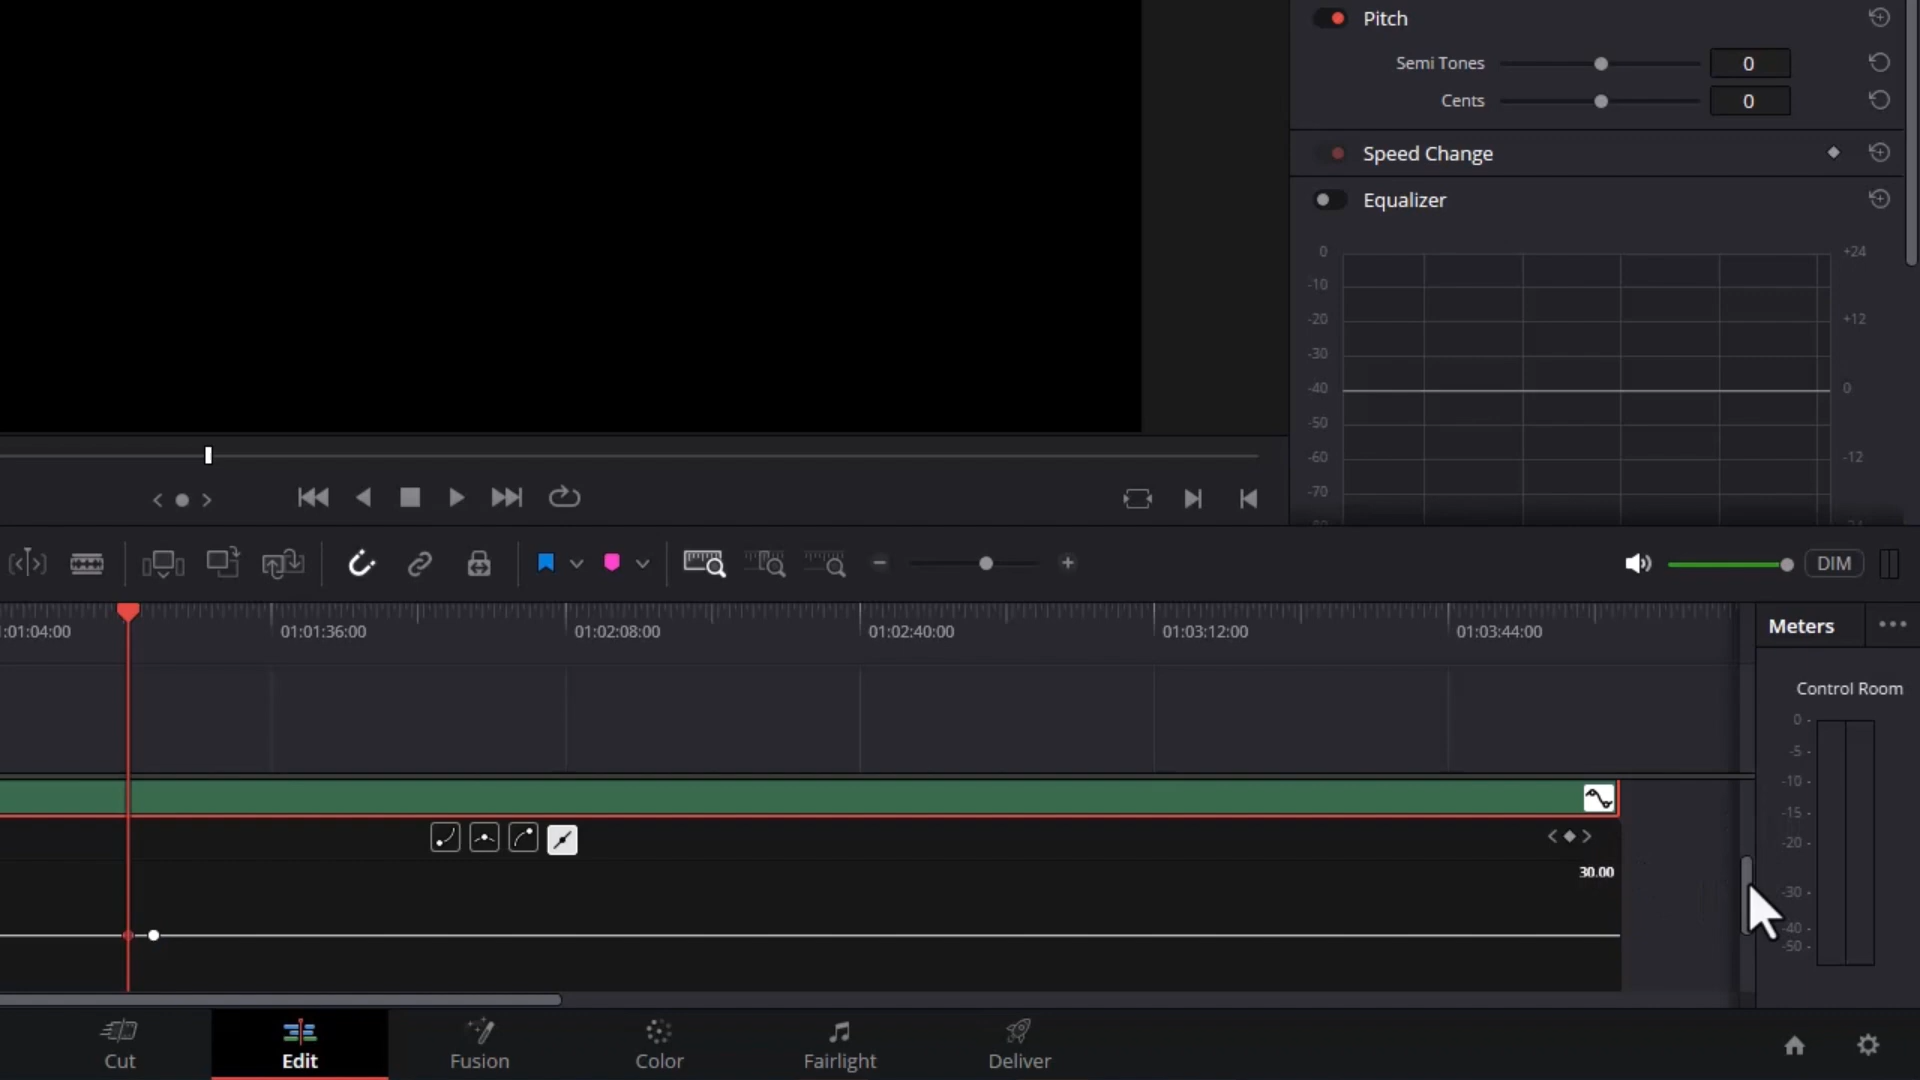 Pitch
Semi Tones 0
Cents 0
Speed Change
Equalizer
0 +24
-10
-20 +12
-30
-40 0
-50
-60 -12
-70
DIM
:01:04:00 01:01:36:00 01:02:08:00 01:02:40:00 01:03:12:00 01:03:44:00
Meters
Control Room
0 -
-5 -
-10 -
-15 -
-20 -
-30 -
-40 -
-50 -
30.00
Cut Edit Fusion Color Fairlight Deliver